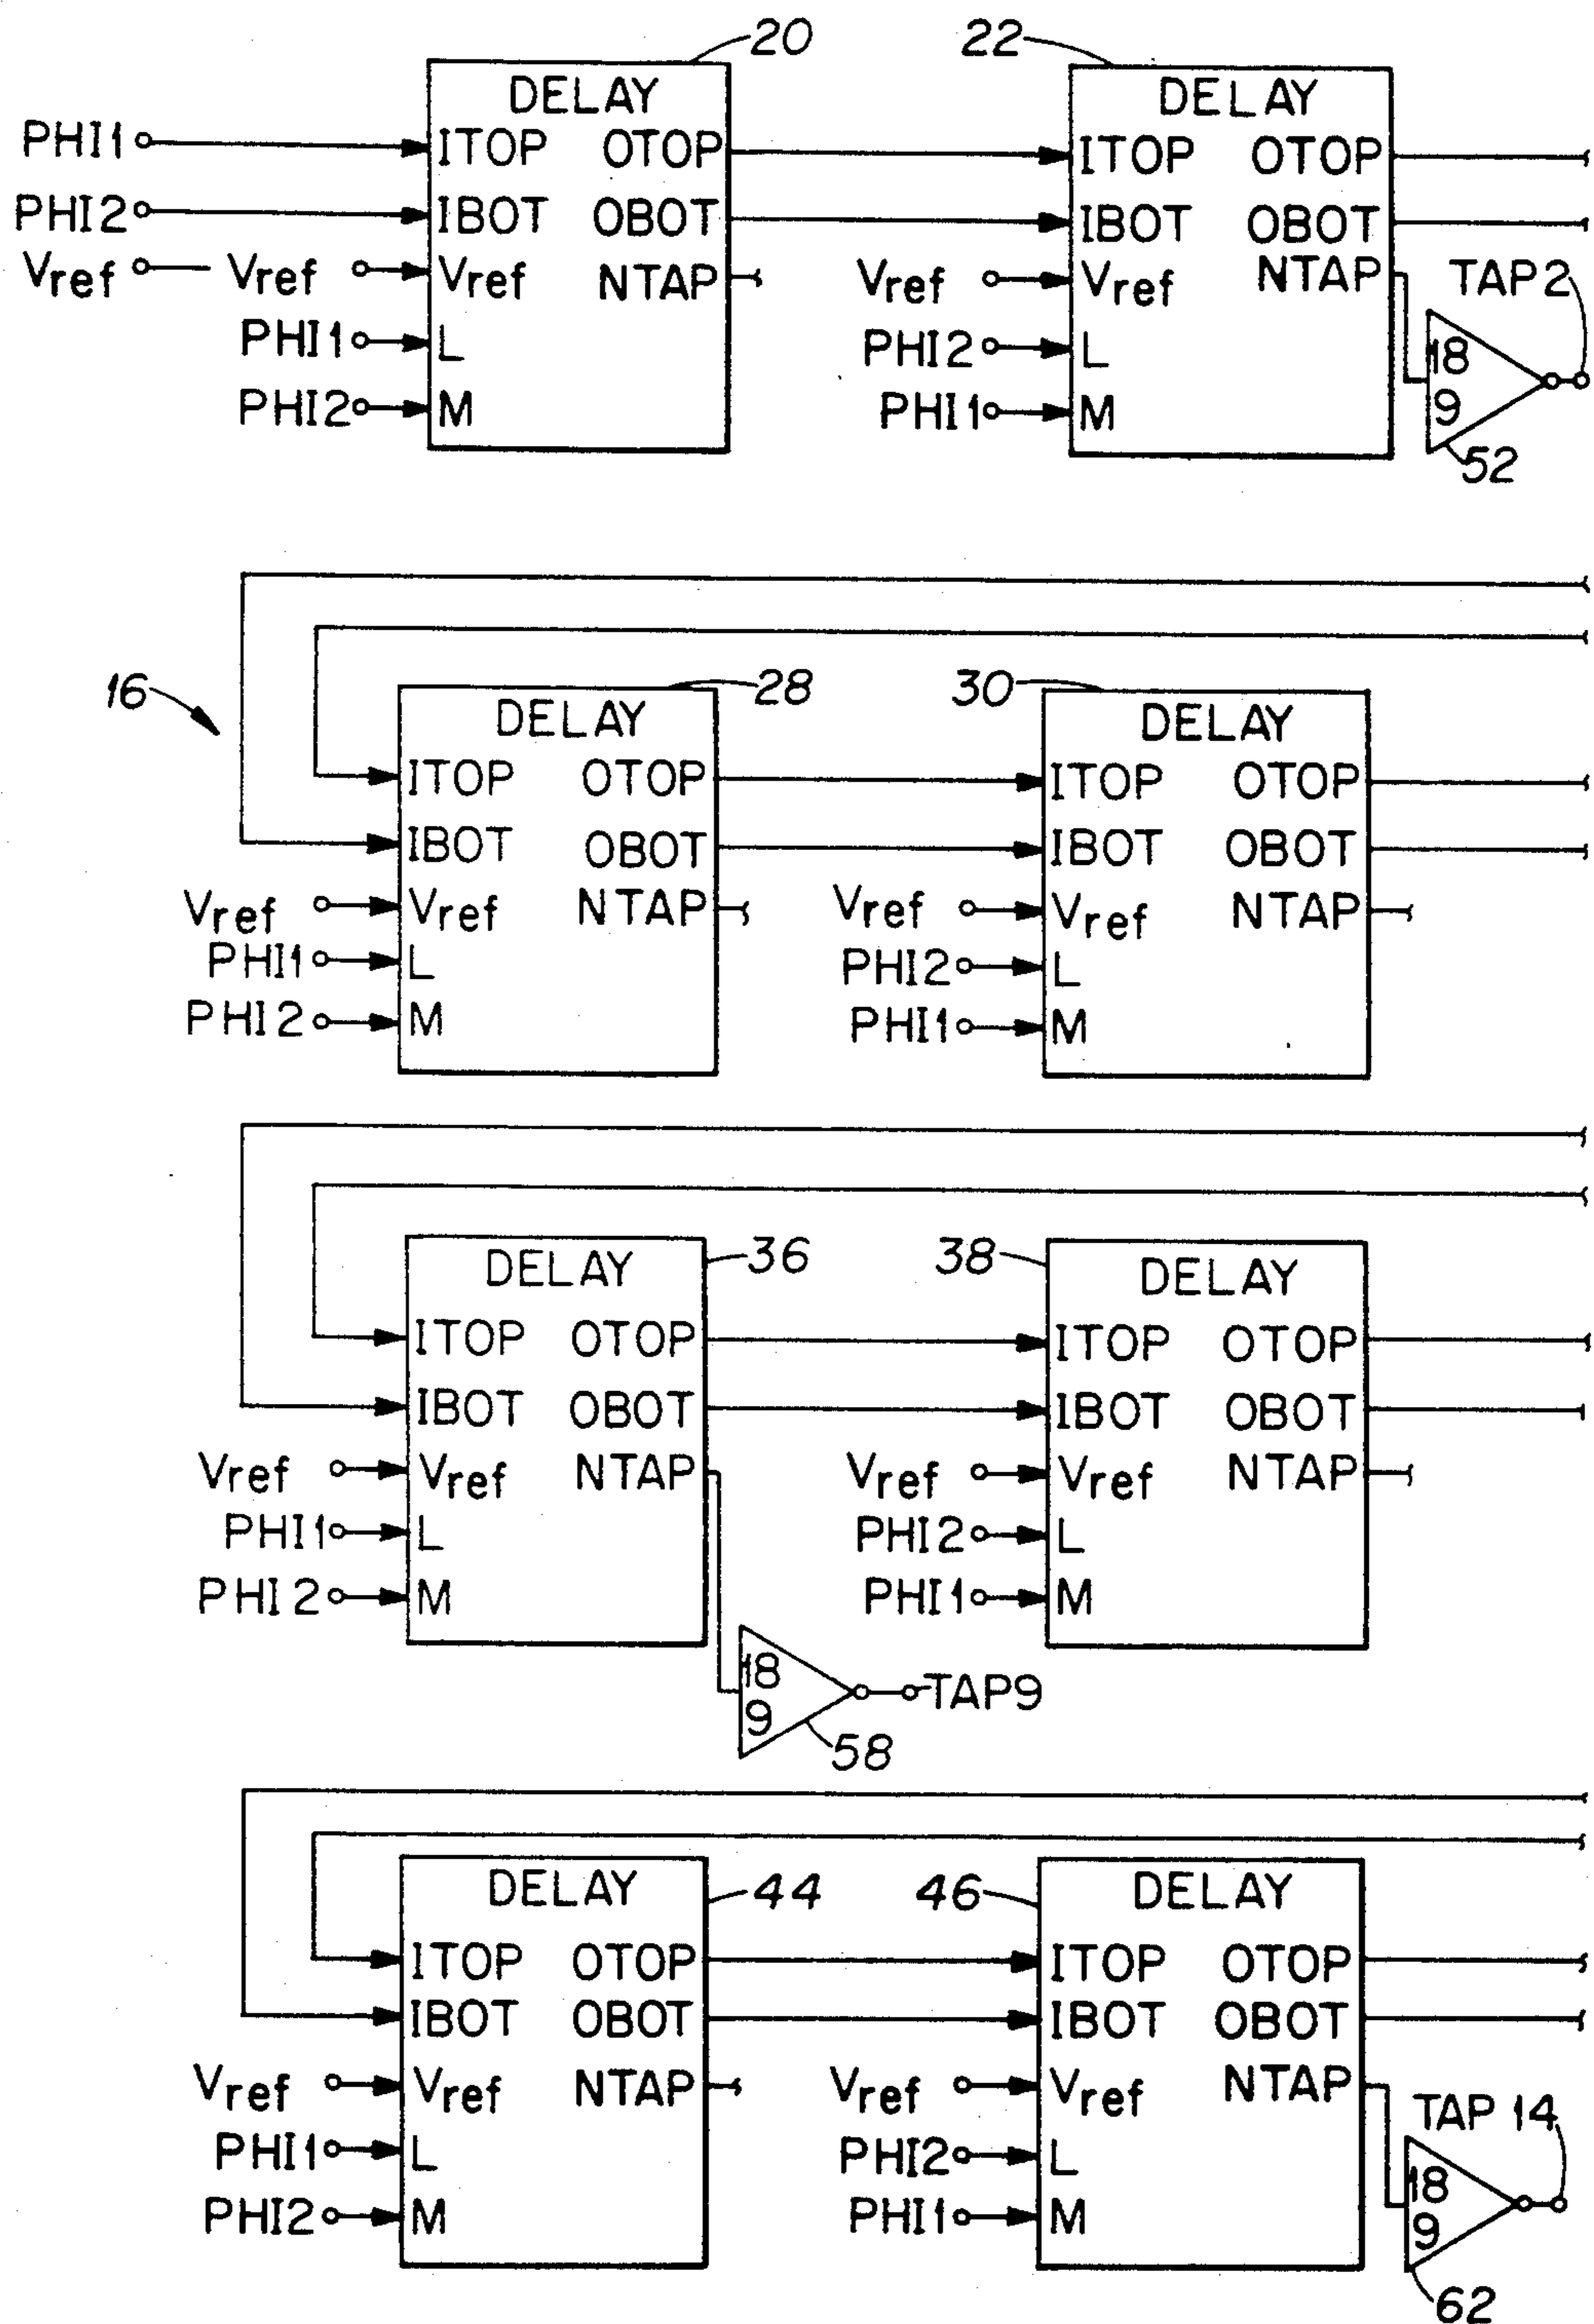 20 22
DELAY DELAY
PHI1 ITOP OTOP ITOP OTOP
PHI2 IBOT OBOT IBOT OBOT
Vref Vref Vref NTAP Vref Vref NTAP TAP2
PHI1 L PHI2 L 18
PHI2 M PHI1 M 9
52
16 28 30
DELAY DELAY
ITOP OTOP ITOP OTOP
IBOT OBOT IBOT OBOT
Vref Vref NTAP Vref Vref NTAP
PHI1 L PHI2 L
PHI2 M PHI1 M
DELAY 36 38 DELAY
ITOP OTOP ITOP OTOP
IBOT OBOT IBOT OBOT
Vref Vref NTAP Vref Vref NTAP
PHI1 L PHI2 L
PHI2 M PHI1 M
18
9 TAP9
58
DELAY 44 46 DELAY
ITOP OTOP ITOP OTOP
IBOT OBOT IBOT OBOT
Vref Vref NTAP Vref Vref NTAP TAP 14
PHI1 L PHI2 L 18
PHI2 M PHI1 M 9
62